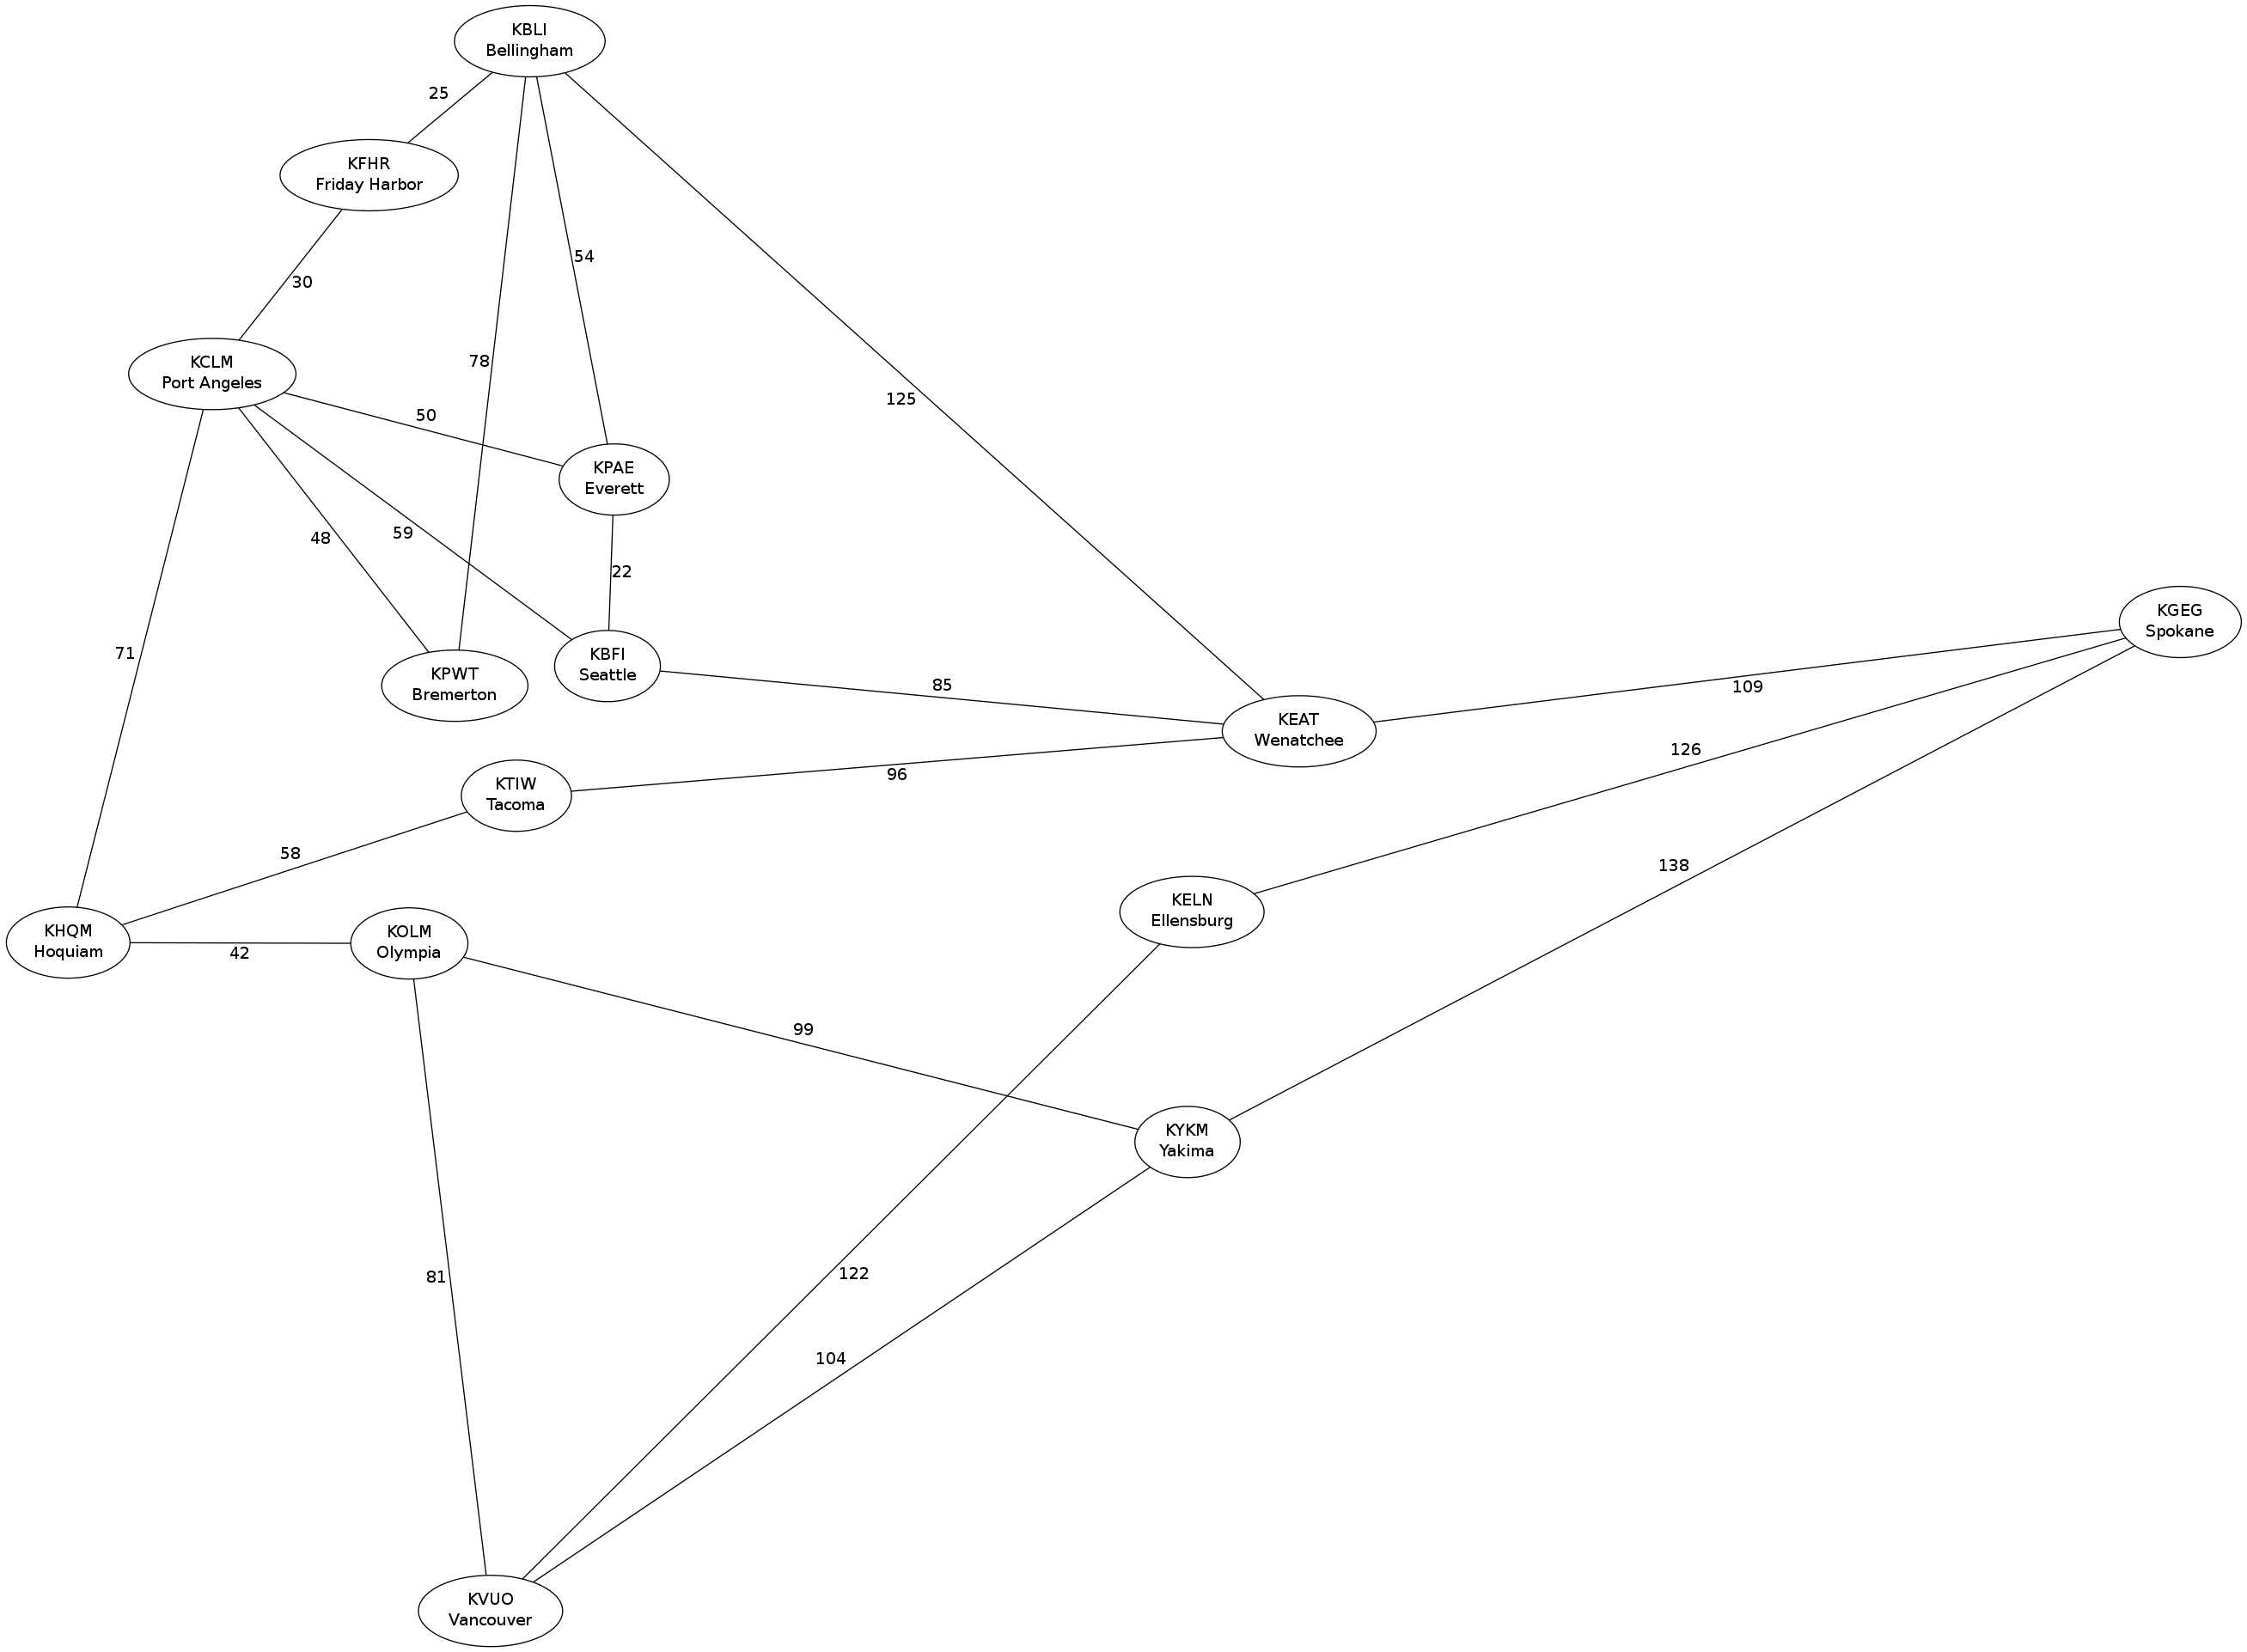 KBLI
Bellingham
25
KFHR
Friday Harbor
54
30
KCLM
Port Angeles
78
125
50
KPAE
Everett
59
48
22
KGEG
Spokane
71
KBFI
Seattle
KPWT
Bremerton
85
109
KEAT
Wenatchee
126
96
KTIW
Tacoma
58
138
KELN
Ellensburg
KHQM
Hoquiam
42
KOLM
Olympia
99
KYKM
Yakima
81
122
104
KVUO
Vancouver